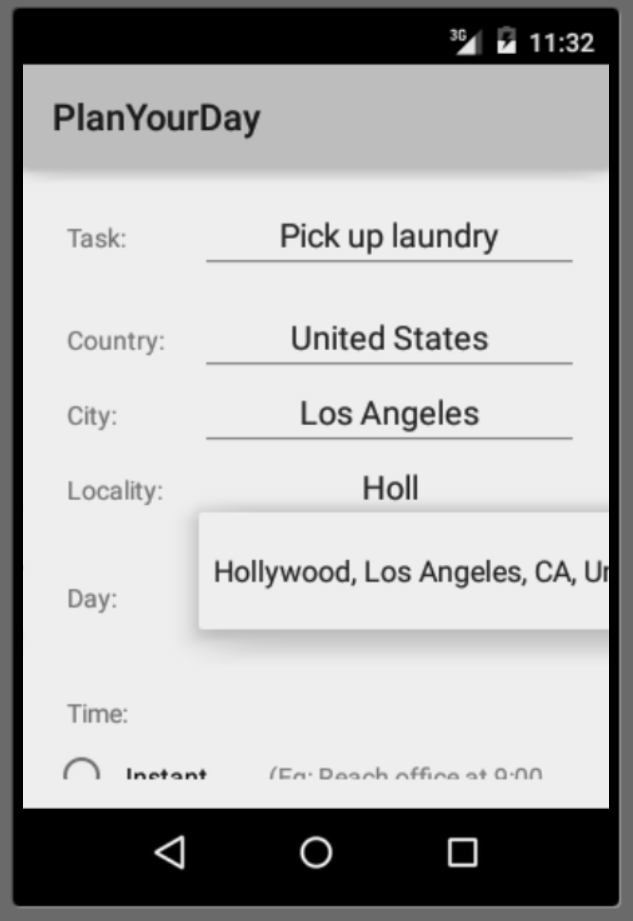 3G 11:32
PlanYourDay
Task: Pick up laundry
Country: United States
City: Los Angeles
Locality: Holl
Hollywood, Los Angeles, CA, Un
Day:
Time:
Instant (Eg: Reach office at 9:00